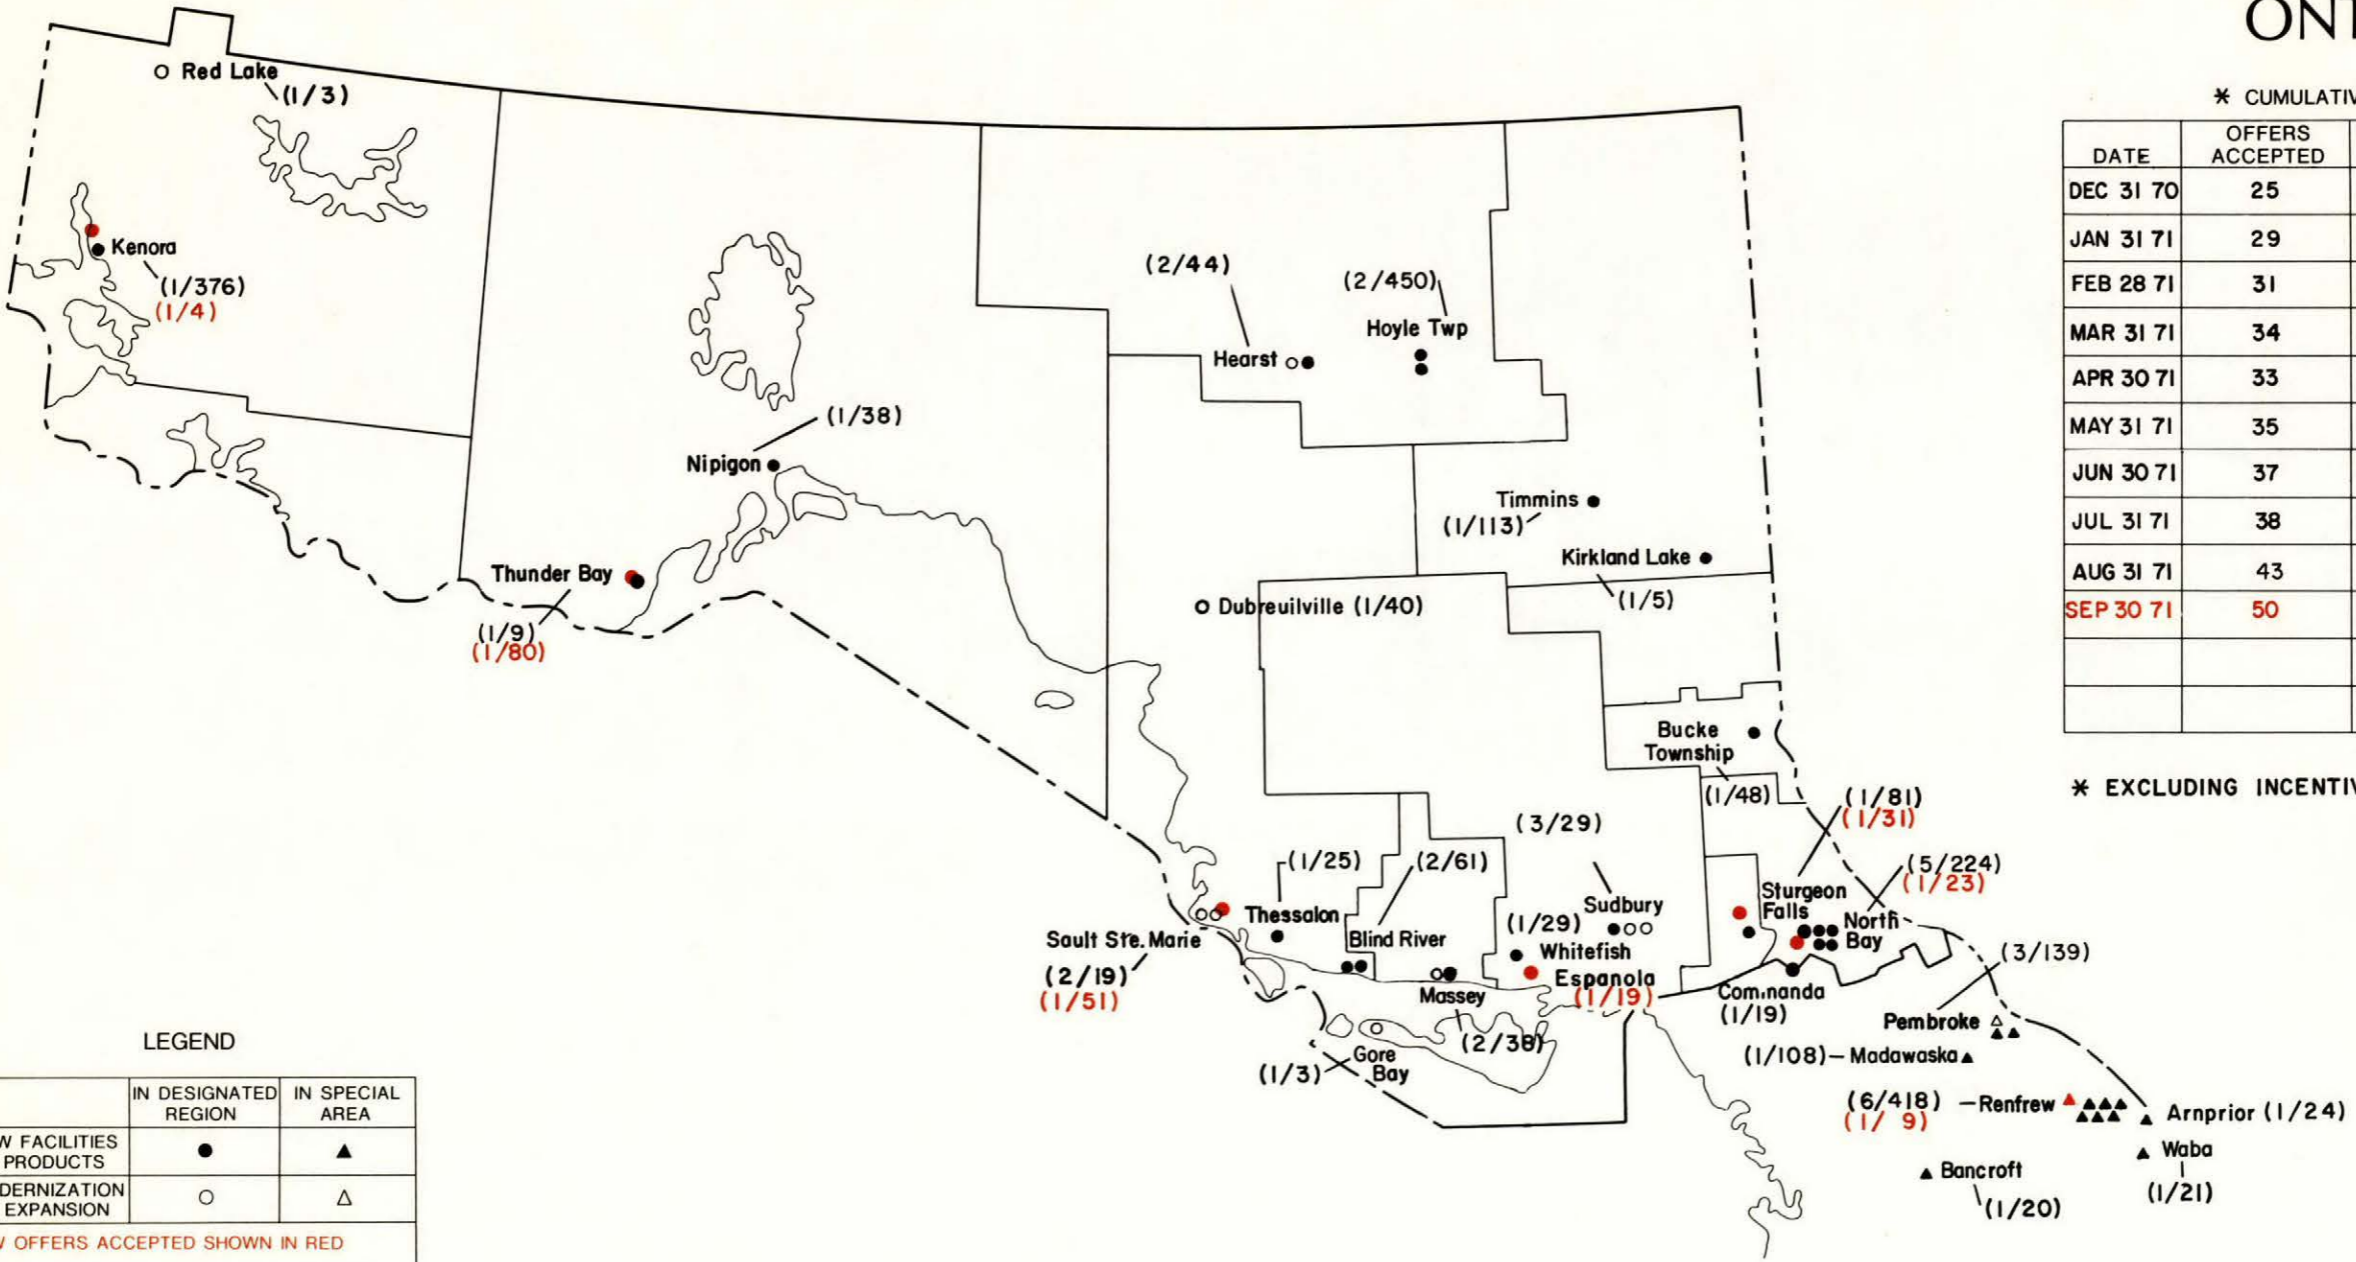 ONT
* CUMULATIV
DATE
OFFERS
ACCEPTED
DEC 31 70 25
JAN 31 71 29
FEB 28 71 31
MAR 31 71 34
APR 30 71 33
MAY 31 71 35
JUN 30 71 37
JUL 31 71 38
AUG 31 71 43
SEP 30 71 50
* EXCLUDING INCENTIV
Red Lake
(1/3)
Kenora
(1/376)
(1/4)
(2/44)
Hearst
(2/450)
Hoyle Twp
(1/38)
Nipigon
Timmins
(1/113)
Kirkland Lake
(1/5)
Thunder Bay
(1/9)
(1/80)
Dubreuilville (1/40)
Bucke
Township
(1/48)
(1/81)
(1/31)
Sturgeon
Falls
(5/224)
(1/23)
North
Bay
(3/29)
Sudbury
(1/25)
Thessalon
(2/61)
Blind River
(1/29)
Whitefish
Espanola
(1/19)
Sault Ste. Marie
(2/19)
(1/51)
Massey
(2/38)
Gore
Bay
(1/3)
Commanda
(1/19)
(3/139)
Pembroke
(1/108) – Madawaska
(6/418) – Renfrew
(1/ 9)
Arnprior (1/24)
Waba
(1/21)
Bancroft
(1/20)
LEGEND
IN DESIGNATED
REGION
IN SPECIAL
AREA
W FACILITIES
PRODUCTS
DERNIZATION
EXPANSION
W OFFERS ACCEPTED SHOWN IN RED